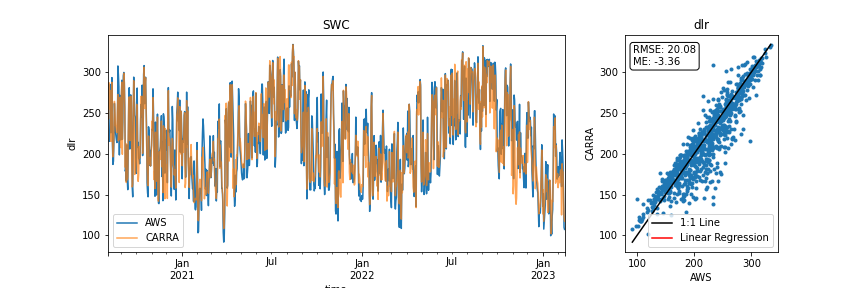 SWC
dlr
300
250
200
150
100
dlr
AWS
CARRA
Jan
2021
Jul
Jan
2022
Jul
Jan
2023
time
dlr
RMSE: 20.08
ME: -3.36
300
250
200
150
100
CARRA
1:1 Line
Linear Regression
100
200
300
AWS